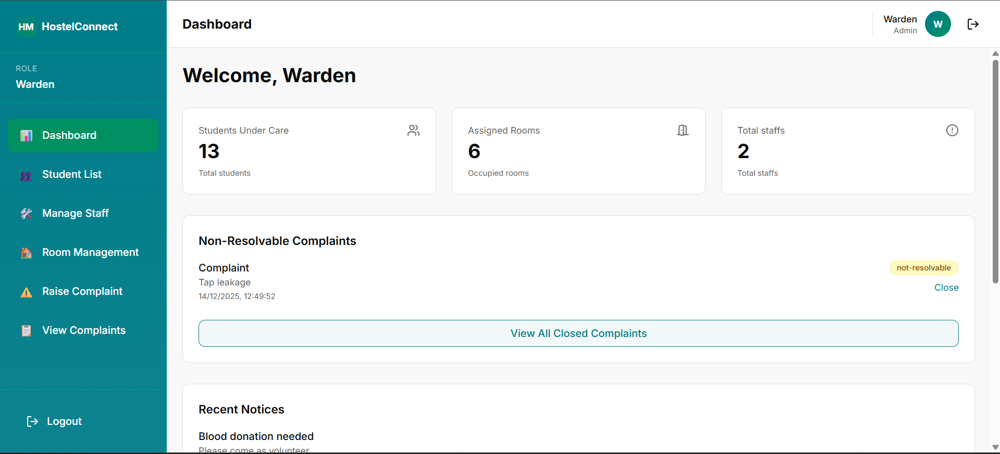 HM HostelConnect
ROLE
Warden
Dashboard
Student List
Manage Staff
Room Management
Raise Complaint
View Complaints
Logout
Dashboard
Warden
Admin
W
Welcome, Warden
Students Under Care
13
Total students
Assigned Rooms
6
Occupied rooms
Total staffs
2
Total staffs
Non-Resolvable Complaints
Complaint
Tap leakage
14/12/2025, 12:49:52
not-resolvable
Close
View All Closed Complaints
Recent Notices
Blood donation needed
Please come as volunteer